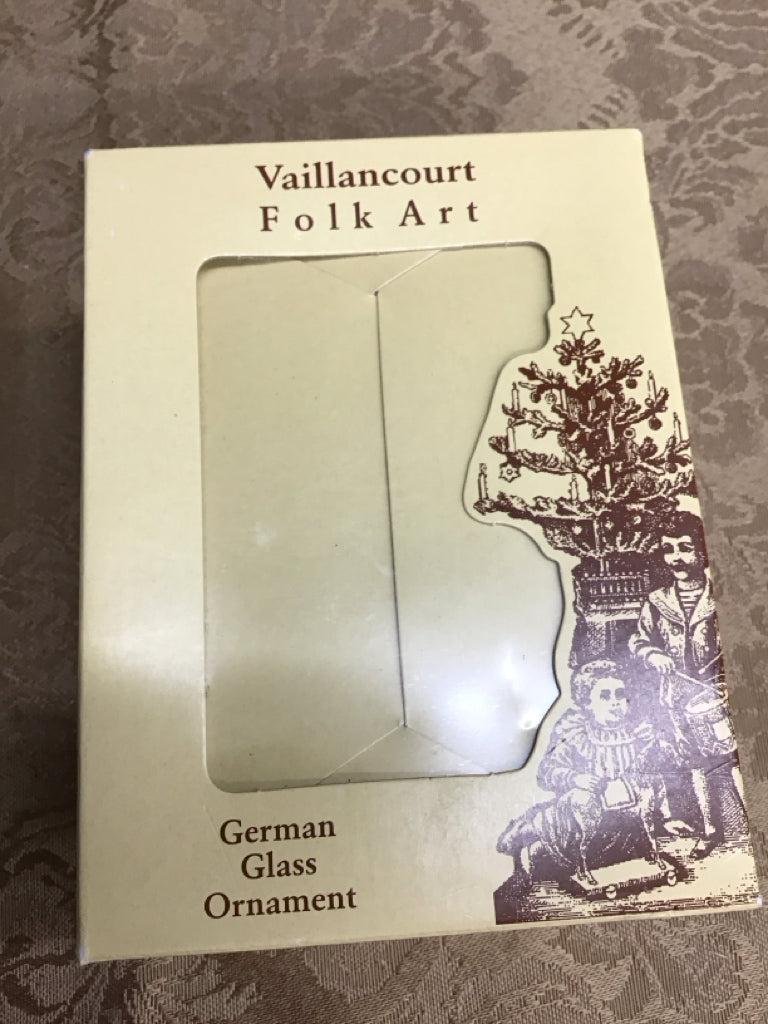 Vaillancourt
Folk Art
German
Glass
Ornament